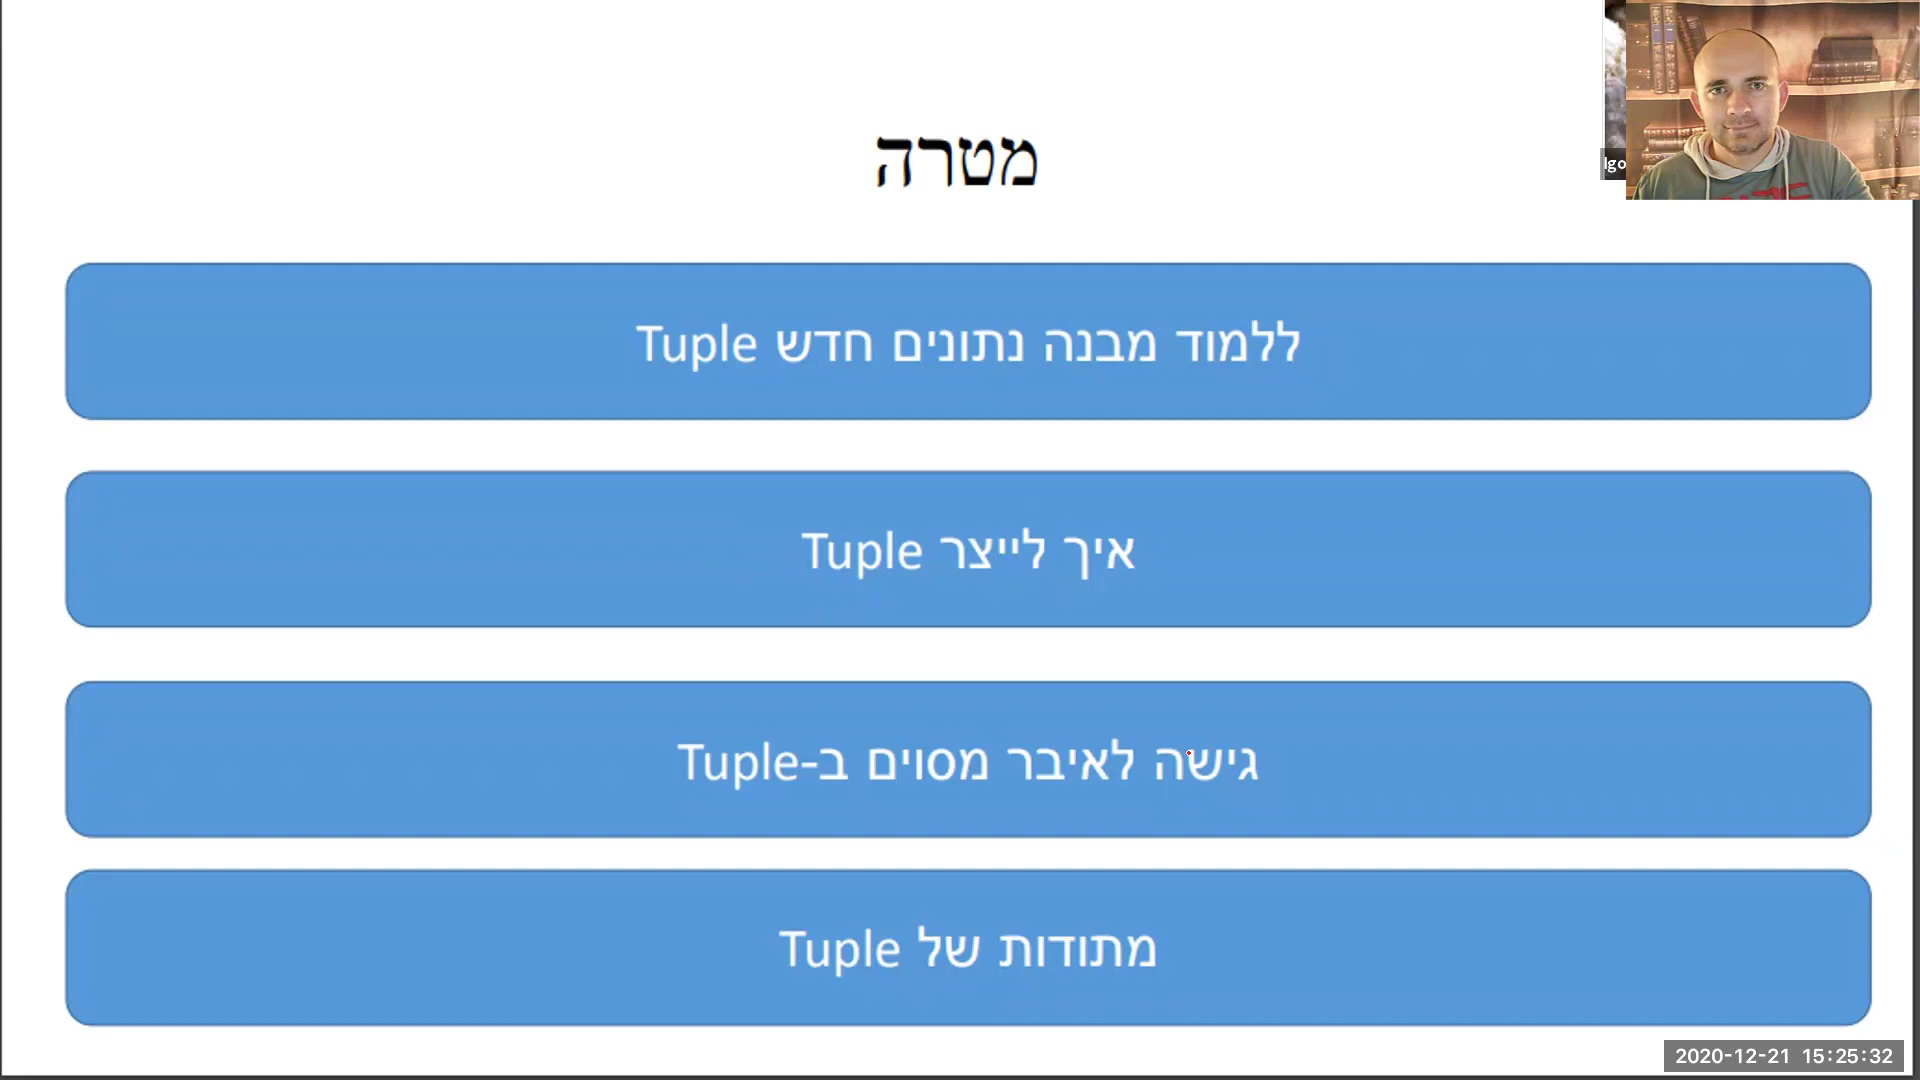 Igo
מטרה
ללמוד מבנה נתונים חדש Tuple
איך לייצר Tuple
גישה לאיבר מסוים ב-Tuple
מתודות של Tuple
2020-12-21 15:25:32